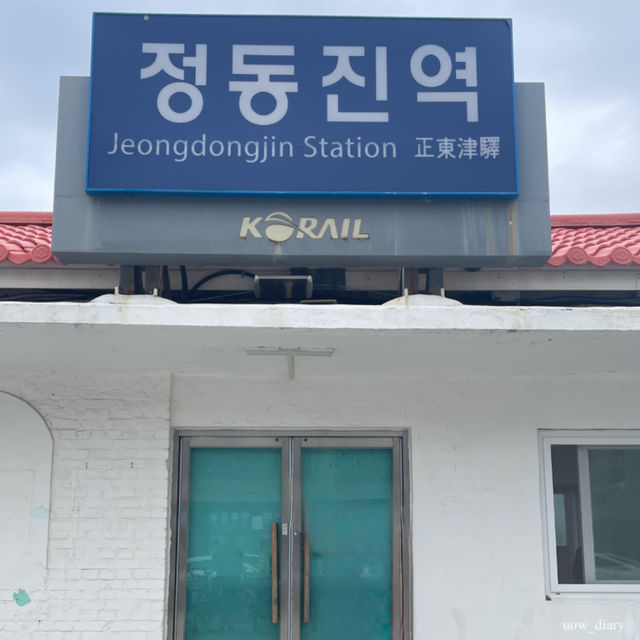 정동진역
Jeongdongjin Station 正東津驛
KORAIL
uow_diary